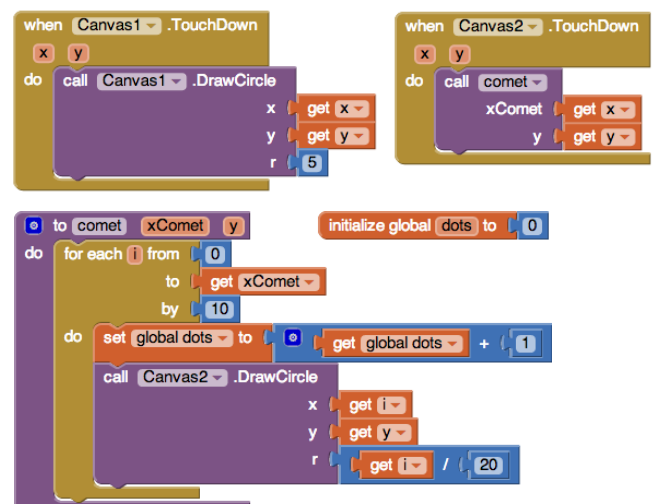 when Canvas1 .TouchDown
x y
do call Canvas1 .DrawCircle
x get x
y get y
r 5
when Canvas2 .TouchDown
x y
do call comet
xComet get x
y get y
to comet xComet y
do for each i from 0
to get xComet
by 10
do set global dots to get global dots + 1
call Canvas2 .DrawCircle
x get i
y get y
r get i / 20
initialize global dots to 0